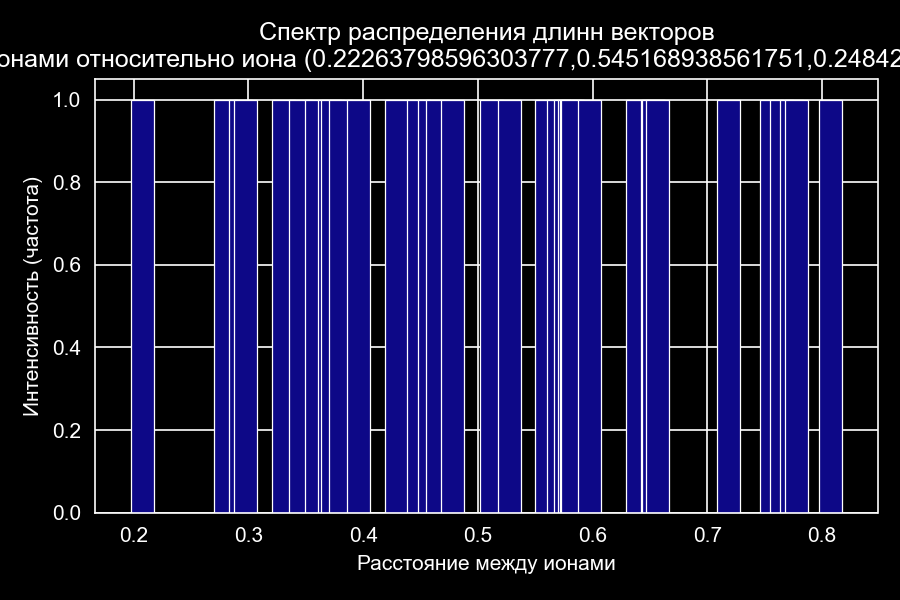 Спектр распределения длинн векторов
онами относительно иона (0.22263798596303777,0.545168938561751,0.24842
1.0
0.8
0.6
0.4
0.2
0.0
Интенсивность (частота)
0.2 0.3 0.4 0.5 0.6 0.7 0.8
Расстояние между ионами